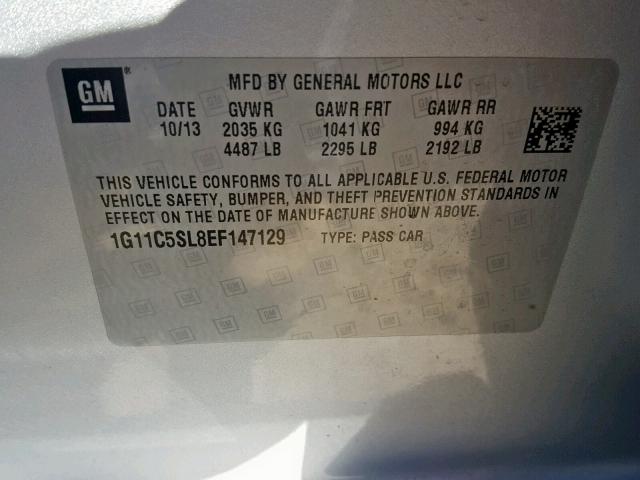 GM®
MFD BY GENERAL MOTORS LLC
DATE GVWR GAWR FRT GAWR RR
10/13 2035 KG 1041 KG 994 KG
4487 LB 2295 LB 2192 LB
THIS VEHICLE CONFORMS TO ALL APPLICABLE U.S. FEDERAL MOTOR
VEHICLE SAFETY, BUMPER, AND THEFT PREVENTION STANDARDS IN
EFFECT ON THE DATE OF MANUFACTURE SHOWN ABOVE.
1G11C5SL8EF147129 TYPE: PASS CAR